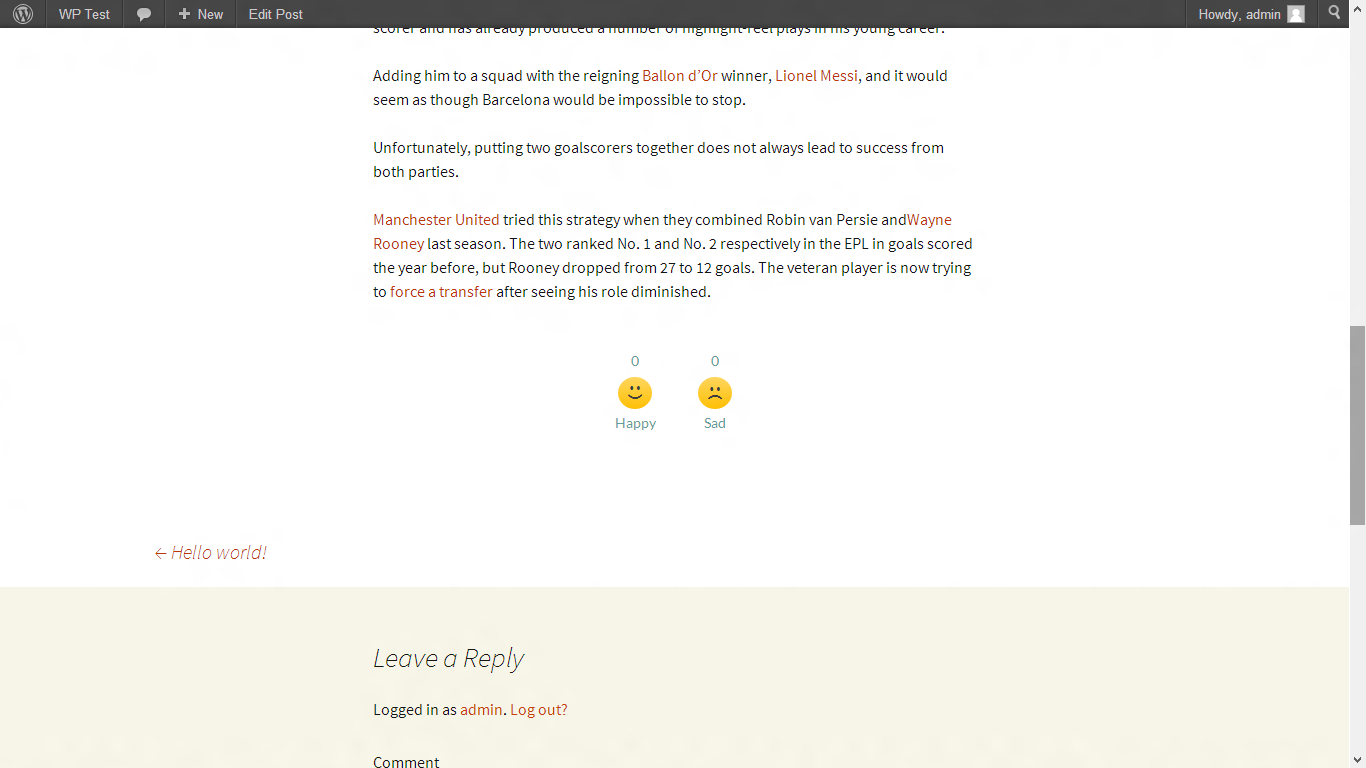 WP Test
New
Edit Post
Howdy, admin
scorer and has already produced a number of highlight-reel plays in his young career.
Adding him to a squad with the reigning Ballon d’Or winner, Lionel Messi, and it would
seem as though Barcelona would be impossible to stop.
Unfortunately, putting two goalscorers together does not always lead to success from
both parties.
Manchester United tried this strategy when they combined Robin van Persie andWayne
Rooney last season. The two ranked No. 1 and No. 2 respectively in the EPL in goals scored
the year before, but Rooney dropped from 27 to 12 goals. The veteran player is now trying
to force a transfer after seeing his role diminished.
0
0
Happy
Sad
← Hello world!
Leave a Reply
Logged in as admin. Log out?
Comment